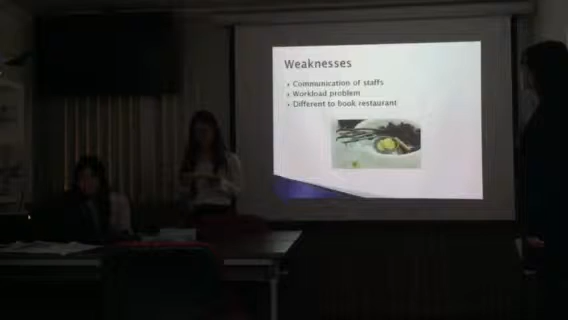 Weaknesses
Communication of staffs
Workload problem
Different to book restaurant